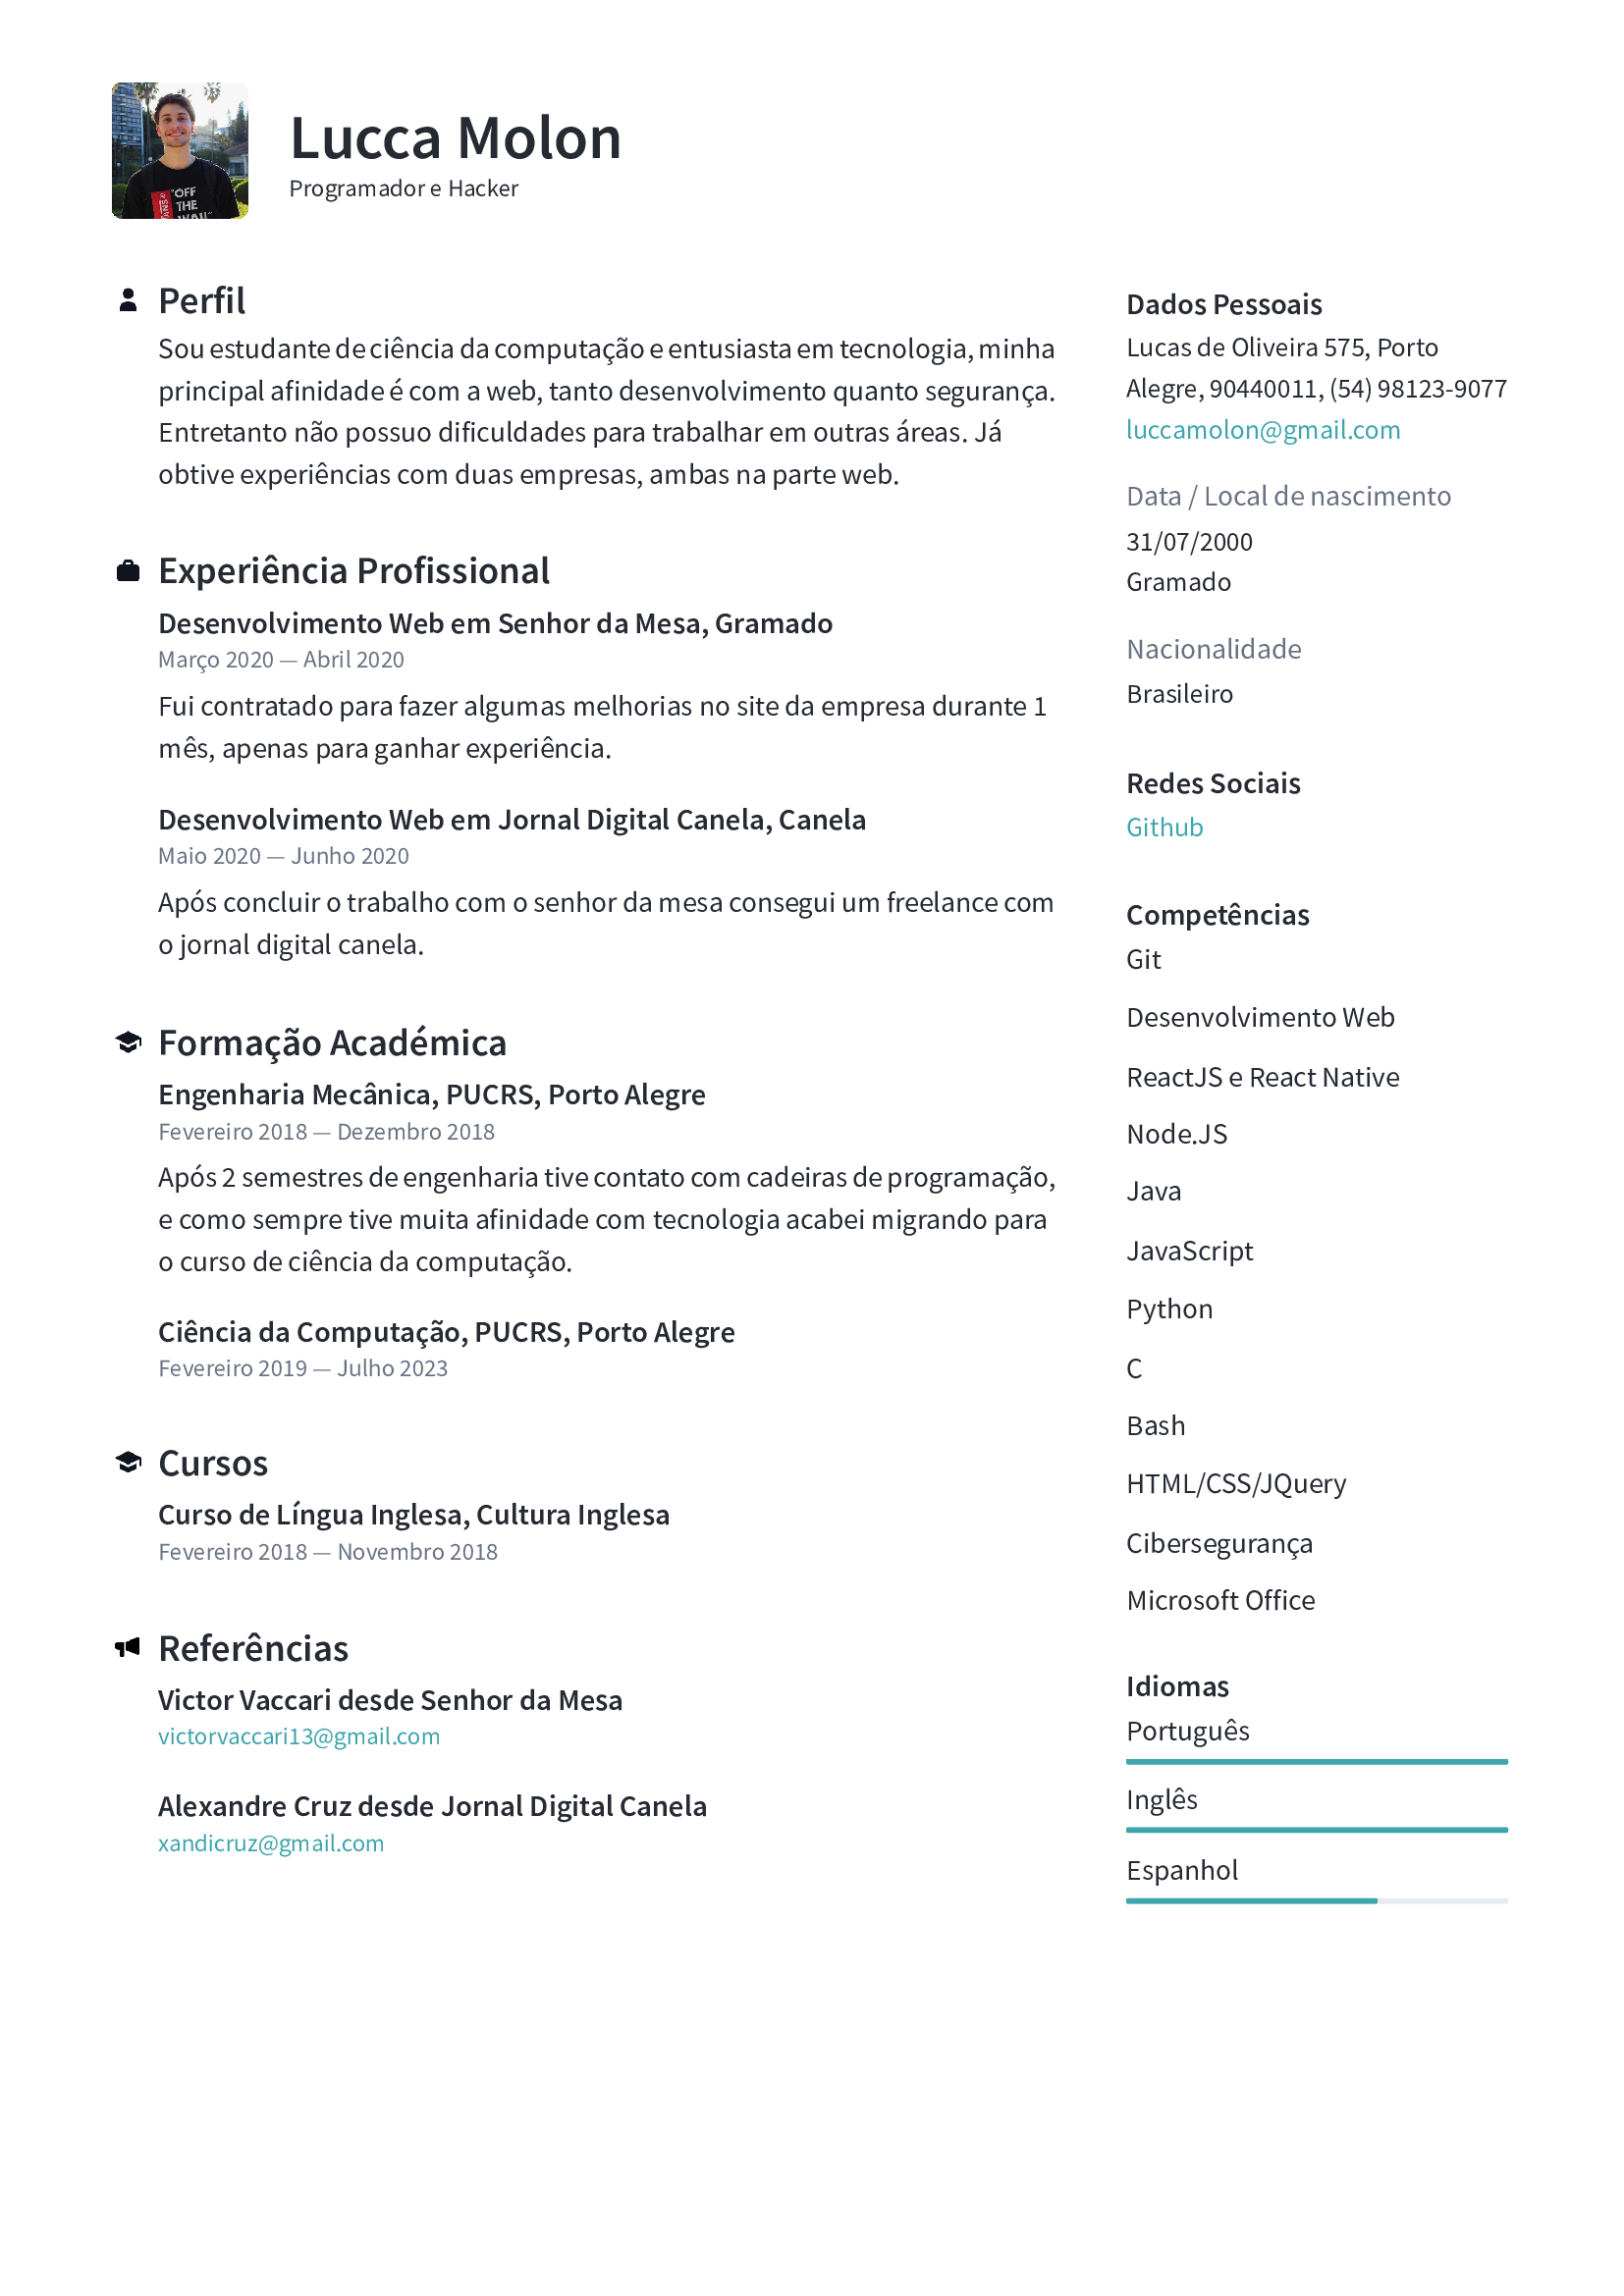 "OFF
THE
Lucca Molon
Programador e Hacker
Perfil
Sou estudante de ciência da computação e entusiasta em tecnologia, minha
principal afinidade é com a web, tanto desenvolvimento quanto segurança.
Entretanto não possuo dificuldades para trabalhar em outras áreas. Já
obtive experiências com duas empresas, ambas na parte web.
Experiência Profissional
Desenvolvimento Web em Senhor da Mesa, Gramado
Março 2020 — Abril 2020
Fui contratado para fazer algumas melhorias no site da empresa durante 1
mês, apenas para ganhar experiência.
Desenvolvimento Web em Jornal Digital Canela, Canela
Maio 2020 — Junho 2020
Após concluir o trabalho com o senhor da mesa consegui um freelance com
o jornal digital canela.
Formação Académica
Engenharia Mecânica, PUCRS, Porto Alegre
Fevereiro 2018 — Dezembro 2018
Após 2 semestres de engenharia tive contato com cadeiras de programação,
e como sempre tive muita afinidade com tecnologia acabei migrando para
o curso de ciência da computação.
Ciência da Computação, PUCRS, Porto Alegre
Fevereiro 2019 — Julho 2023
Cursos
Curso de Língua Inglesa, Cultura Inglesa
Fevereiro 2018 — Novembro 2018
Referências
Victor Vaccari desde Senhor da Mesa
victorvaccari13@gmail.com
Alexandre Cruz desde Jornal Digital Canela
xandicruz@gmail.com
Dados Pessoais
Lucas de Oliveira 575, Porto
Alegre, 90440011, (54) 98123-9077
luccamolon@gmail.com
Data / Local de nascimento
31/07/2000
Gramado
Nacionalidade
Brasileiro
Redes Sociais
Github
Competências
Git
Desenvolvimento Web
ReactJS e React Native
Node.JS
Java
JavaScript
Python
C
Bash
HTML/CSS/JQuery
Cibersegurança
Microsoft Office
Idiomas
Português
Inglês
Espanhol